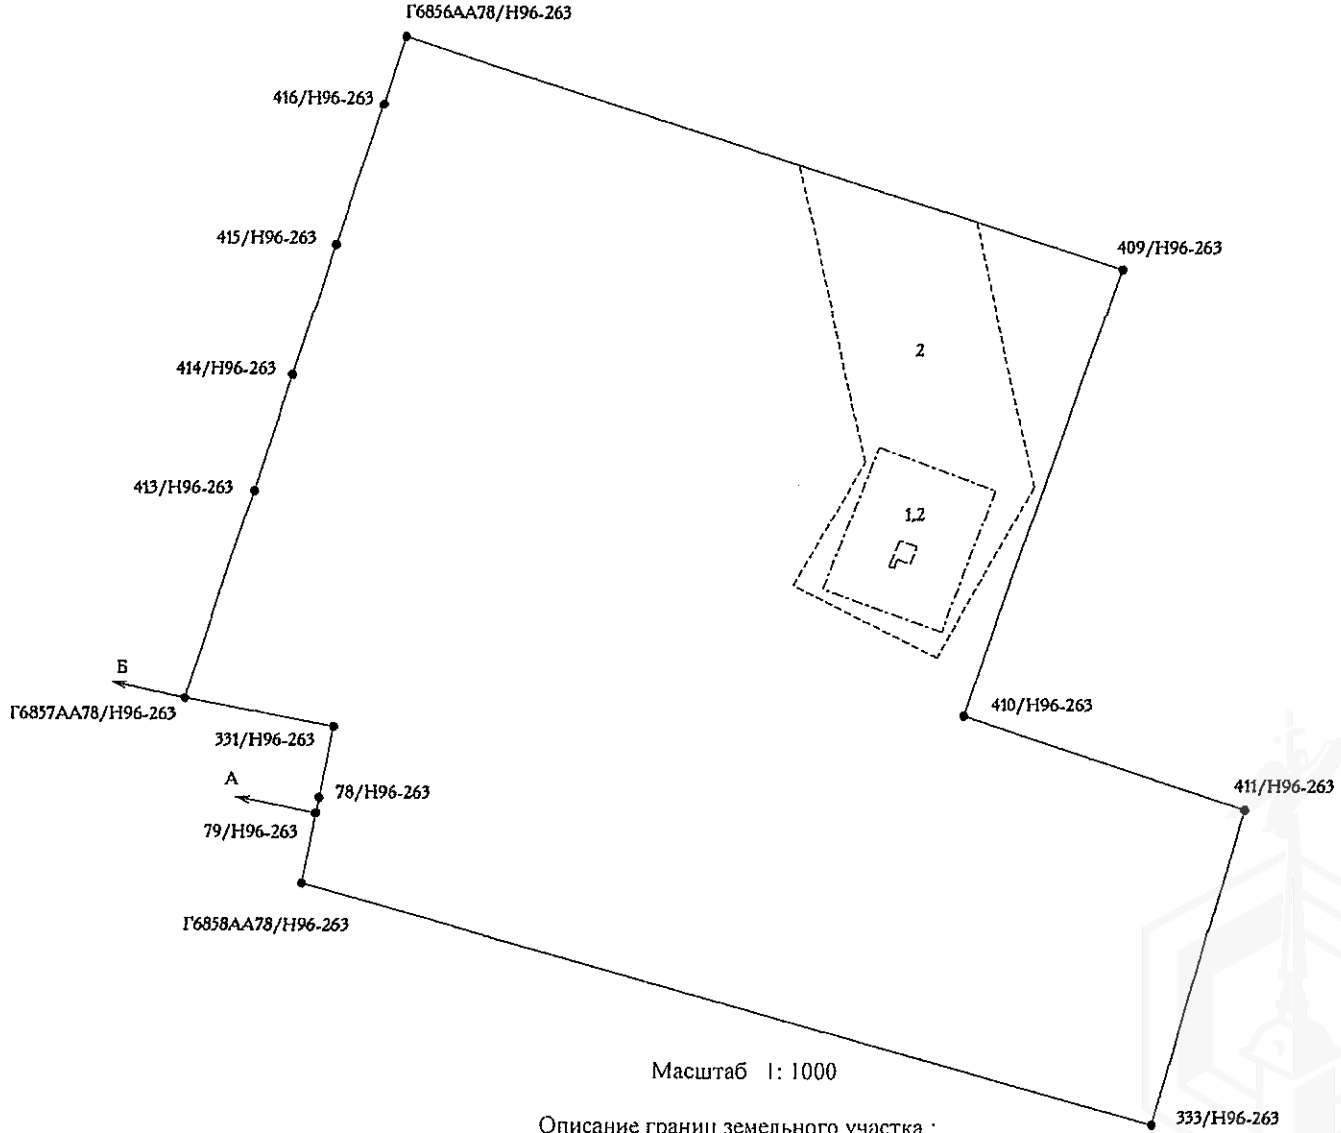 Г6856АА78/Н96-263
416/Н96-263
415/Н96-263
409/Н96-263
2
414/Н96-263
413/Н96-263
1,2
Б
Г6857АА78/Н96-263
410/Н96-263
331/Н96-263
А
78/Н96-263
411/Н96-263
79/Н96-263
Г6858АА78/Н96-263
Масштаб 1: 1000
333/Н96-263
Описание границ земельного участка :